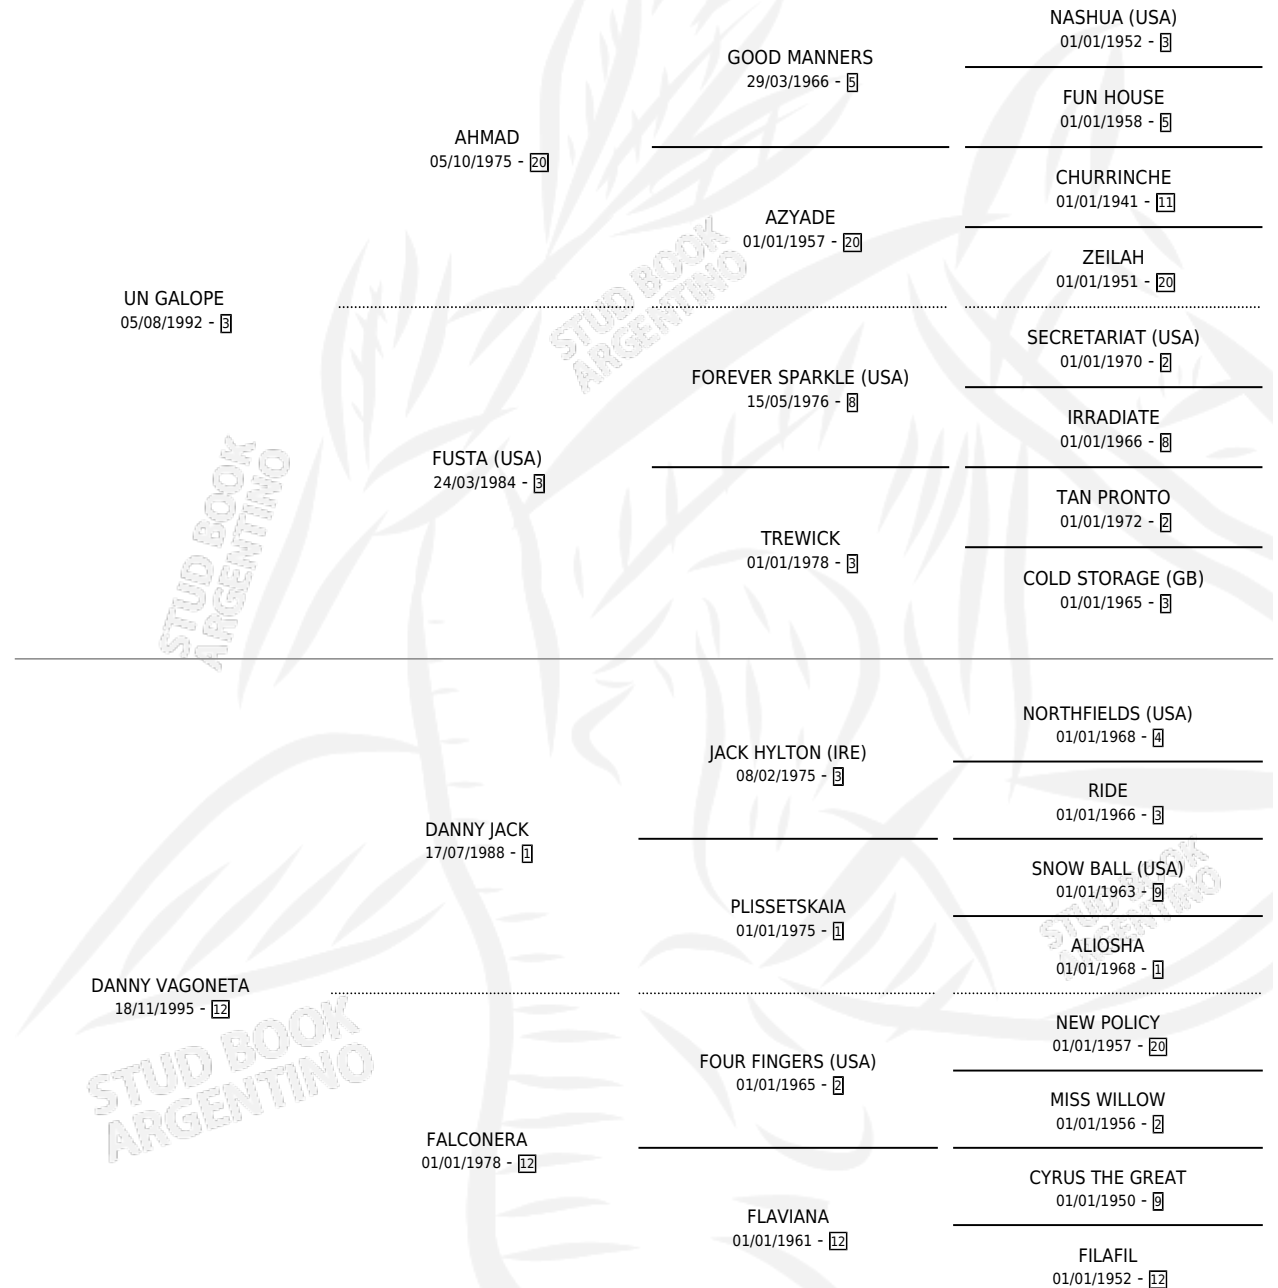 NASHUA (USA)
01/01/1952 - 3
GOOD MANNERS
29/03/1966 - 5
FUN HOUSE
01/01/1958 - 5
AHMAD
05/10/1975 - 20
CHURRINCHE
01/01/1941 - 11
AZYADE
01/01/1957 - 20
ZEILAH
01/01/1951 - 20
UN GALOPE
05/08/1992 - 3
STUD BOOK
ARGENTINO
SECRETARIAT (USA)
01/01/1970 - 2
FOREVER SPARKLE (USA)
15/05/1976 - 8
IRRADIATE
01/01/1966 - 8
FUSTA (USA)
24/03/1984 - 3
TAN PRONTO
01/01/1972 - 2
TREWICK
01/01/1978 - 3
COLD STORAGE (GB)
01/01/1965 - 3
STUD BOOK
ARGENTINO
NORTHFIELDS (USA)
01/01/1968 - 4
JACK HYLTON (IRE)
08/02/1975 - 3
RIDE
01/01/1966 - 3
DANNY JACK
17/07/1988 - 1
SNOW BALL (USA)
01/01/1963 - 9
PLISSETSKAIA
01/01/1975 - 1
STUD BOOK
ARGENTINO
ALIOSHA
01/01/1968 - 1
DANNY VAGONETA
18/11/1995 - 12
STUD BOOK
ARGENTINO
NEW POLICY
01/01/1957 - 20
FOUR FINGERS (USA)
01/01/1965 - 2
MISS WILLOW
01/01/1956 - 2
FALCONERA
01/01/1978 - 12
CYRUS THE GREAT
01/01/1950 - 9
FLAVIANA
01/01/1961 - 12
FILAFIL
01/01/1952 - 12